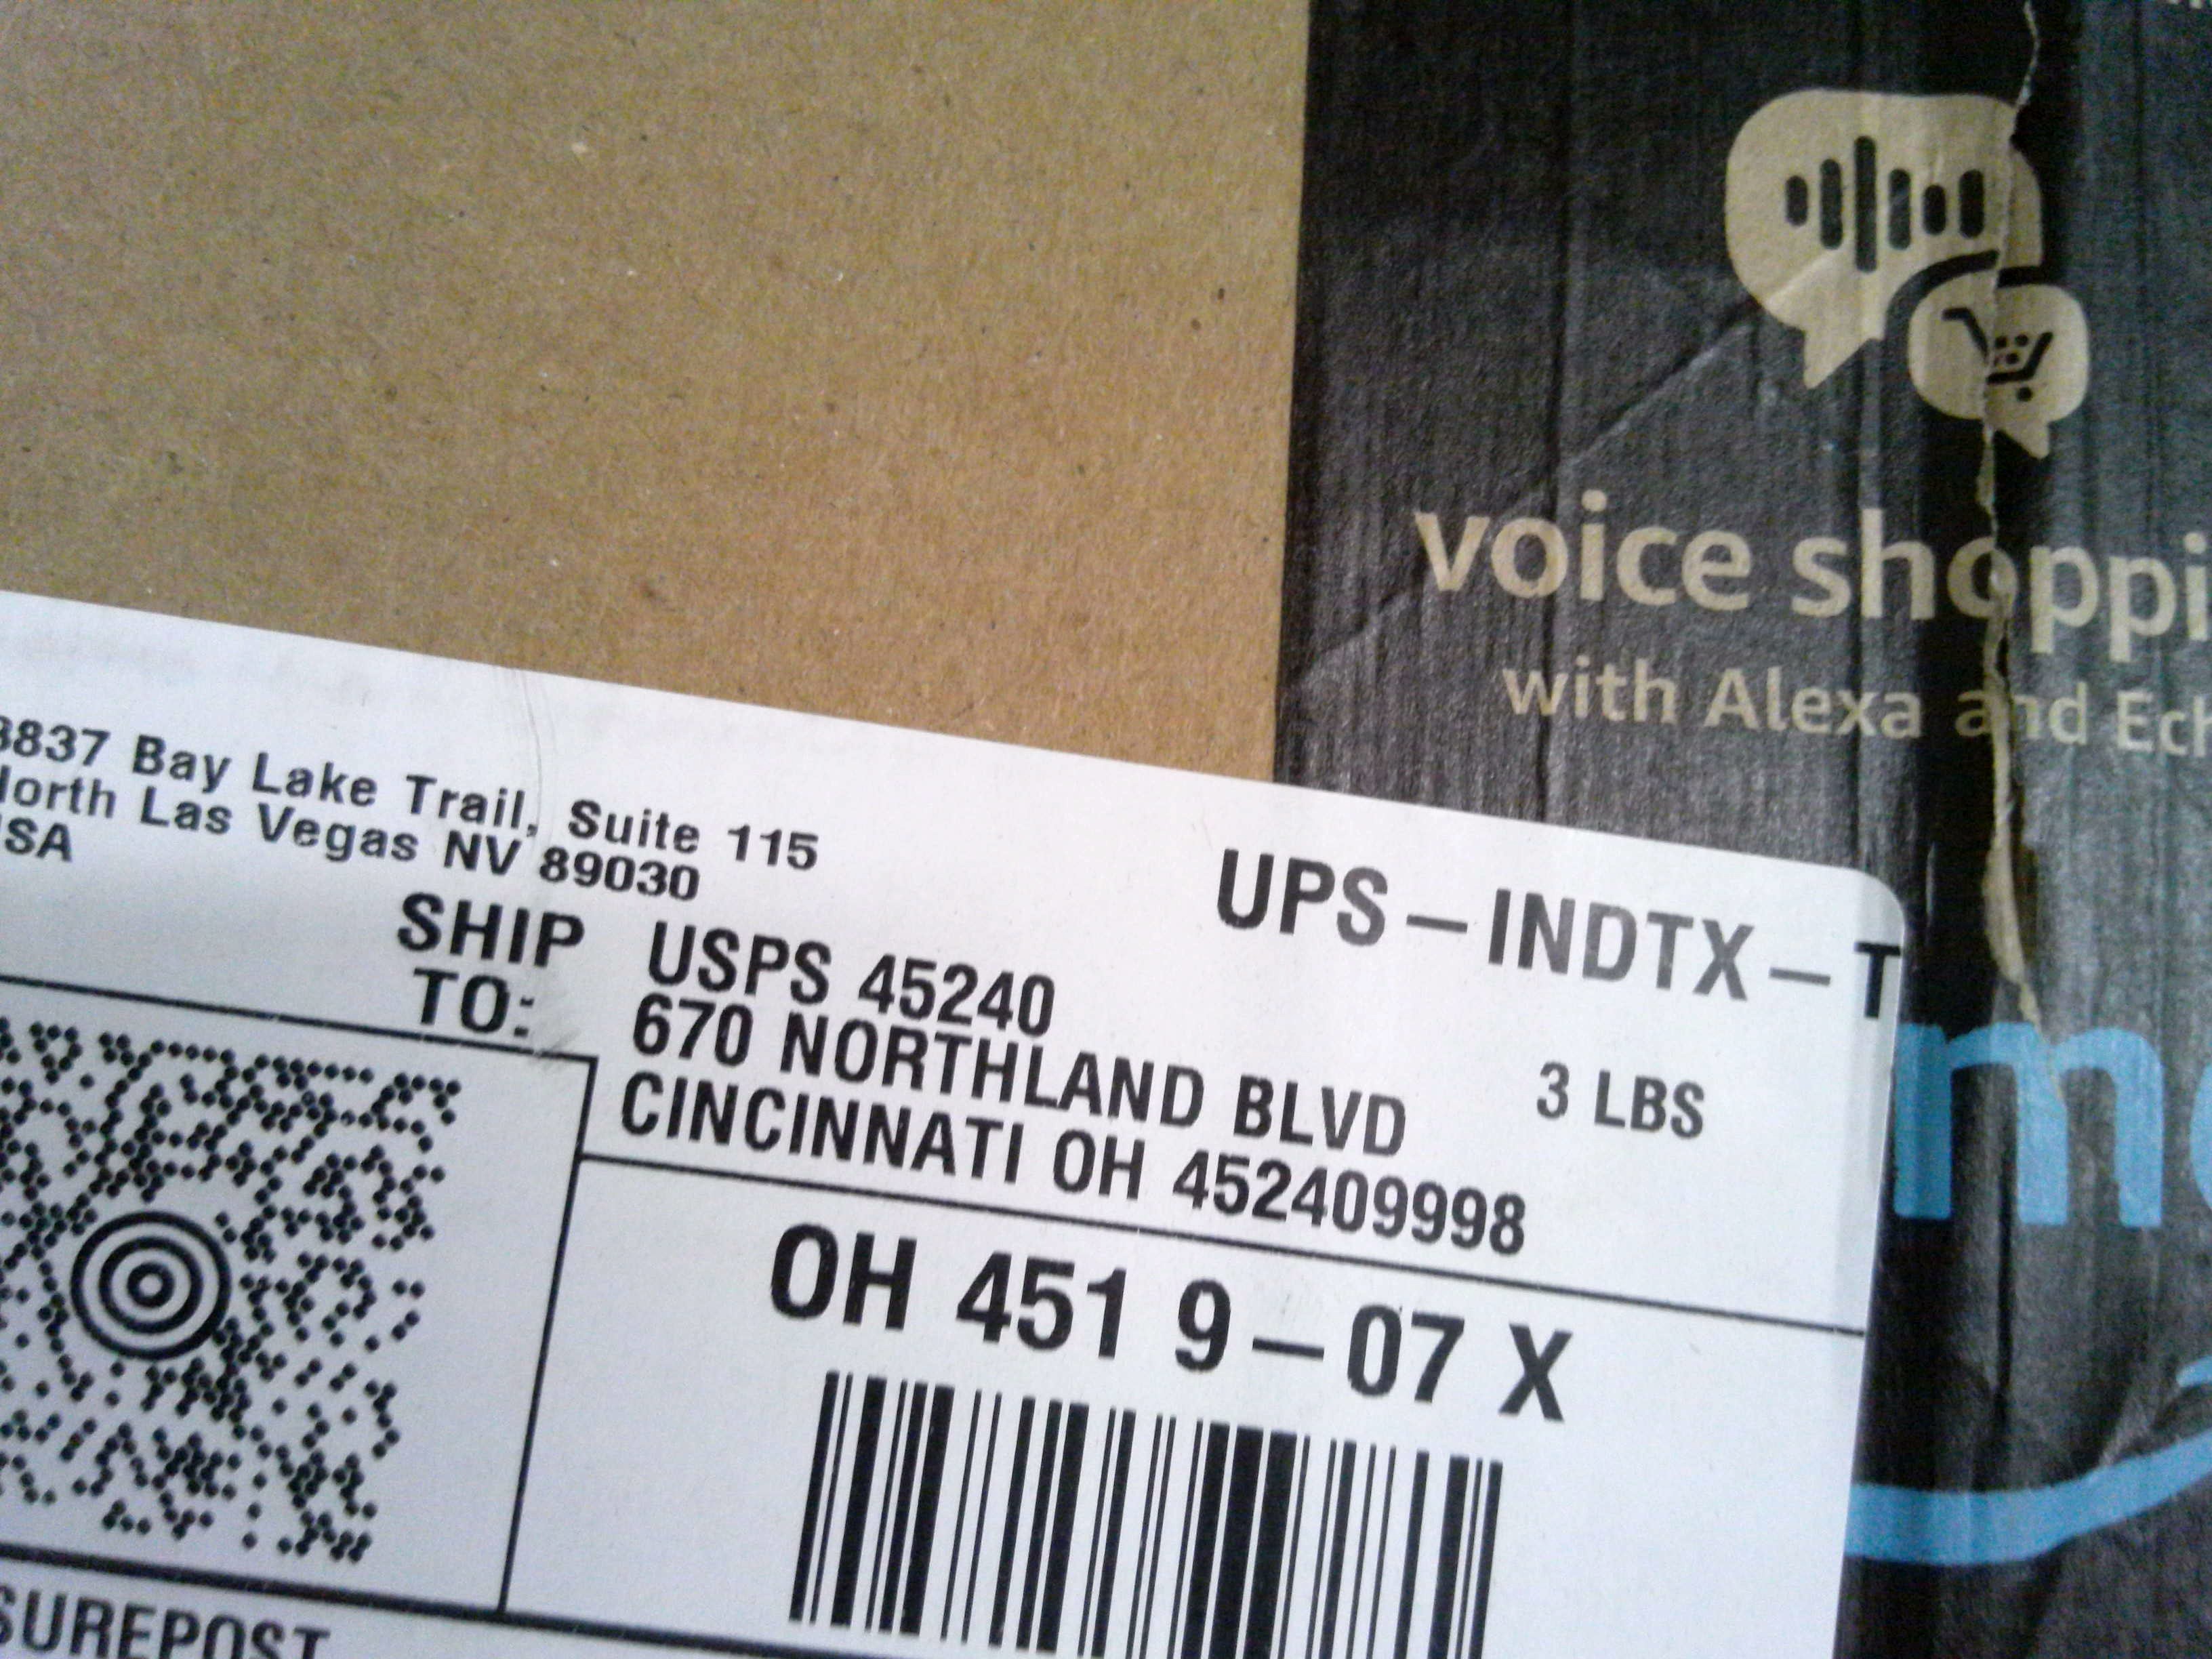 voice shoppi
with Alexa and Ech
3837 Bay Lake Trail, Suite 115
North Las Vegas NV 89030
USA
UPS – INDTX – T
SHIP TO:
USPS 45240
670 NORTHLAND BLVD
CINCINNATI OH 452409998
3 LBS
OH 451 9 – 07 X
SUREPOST